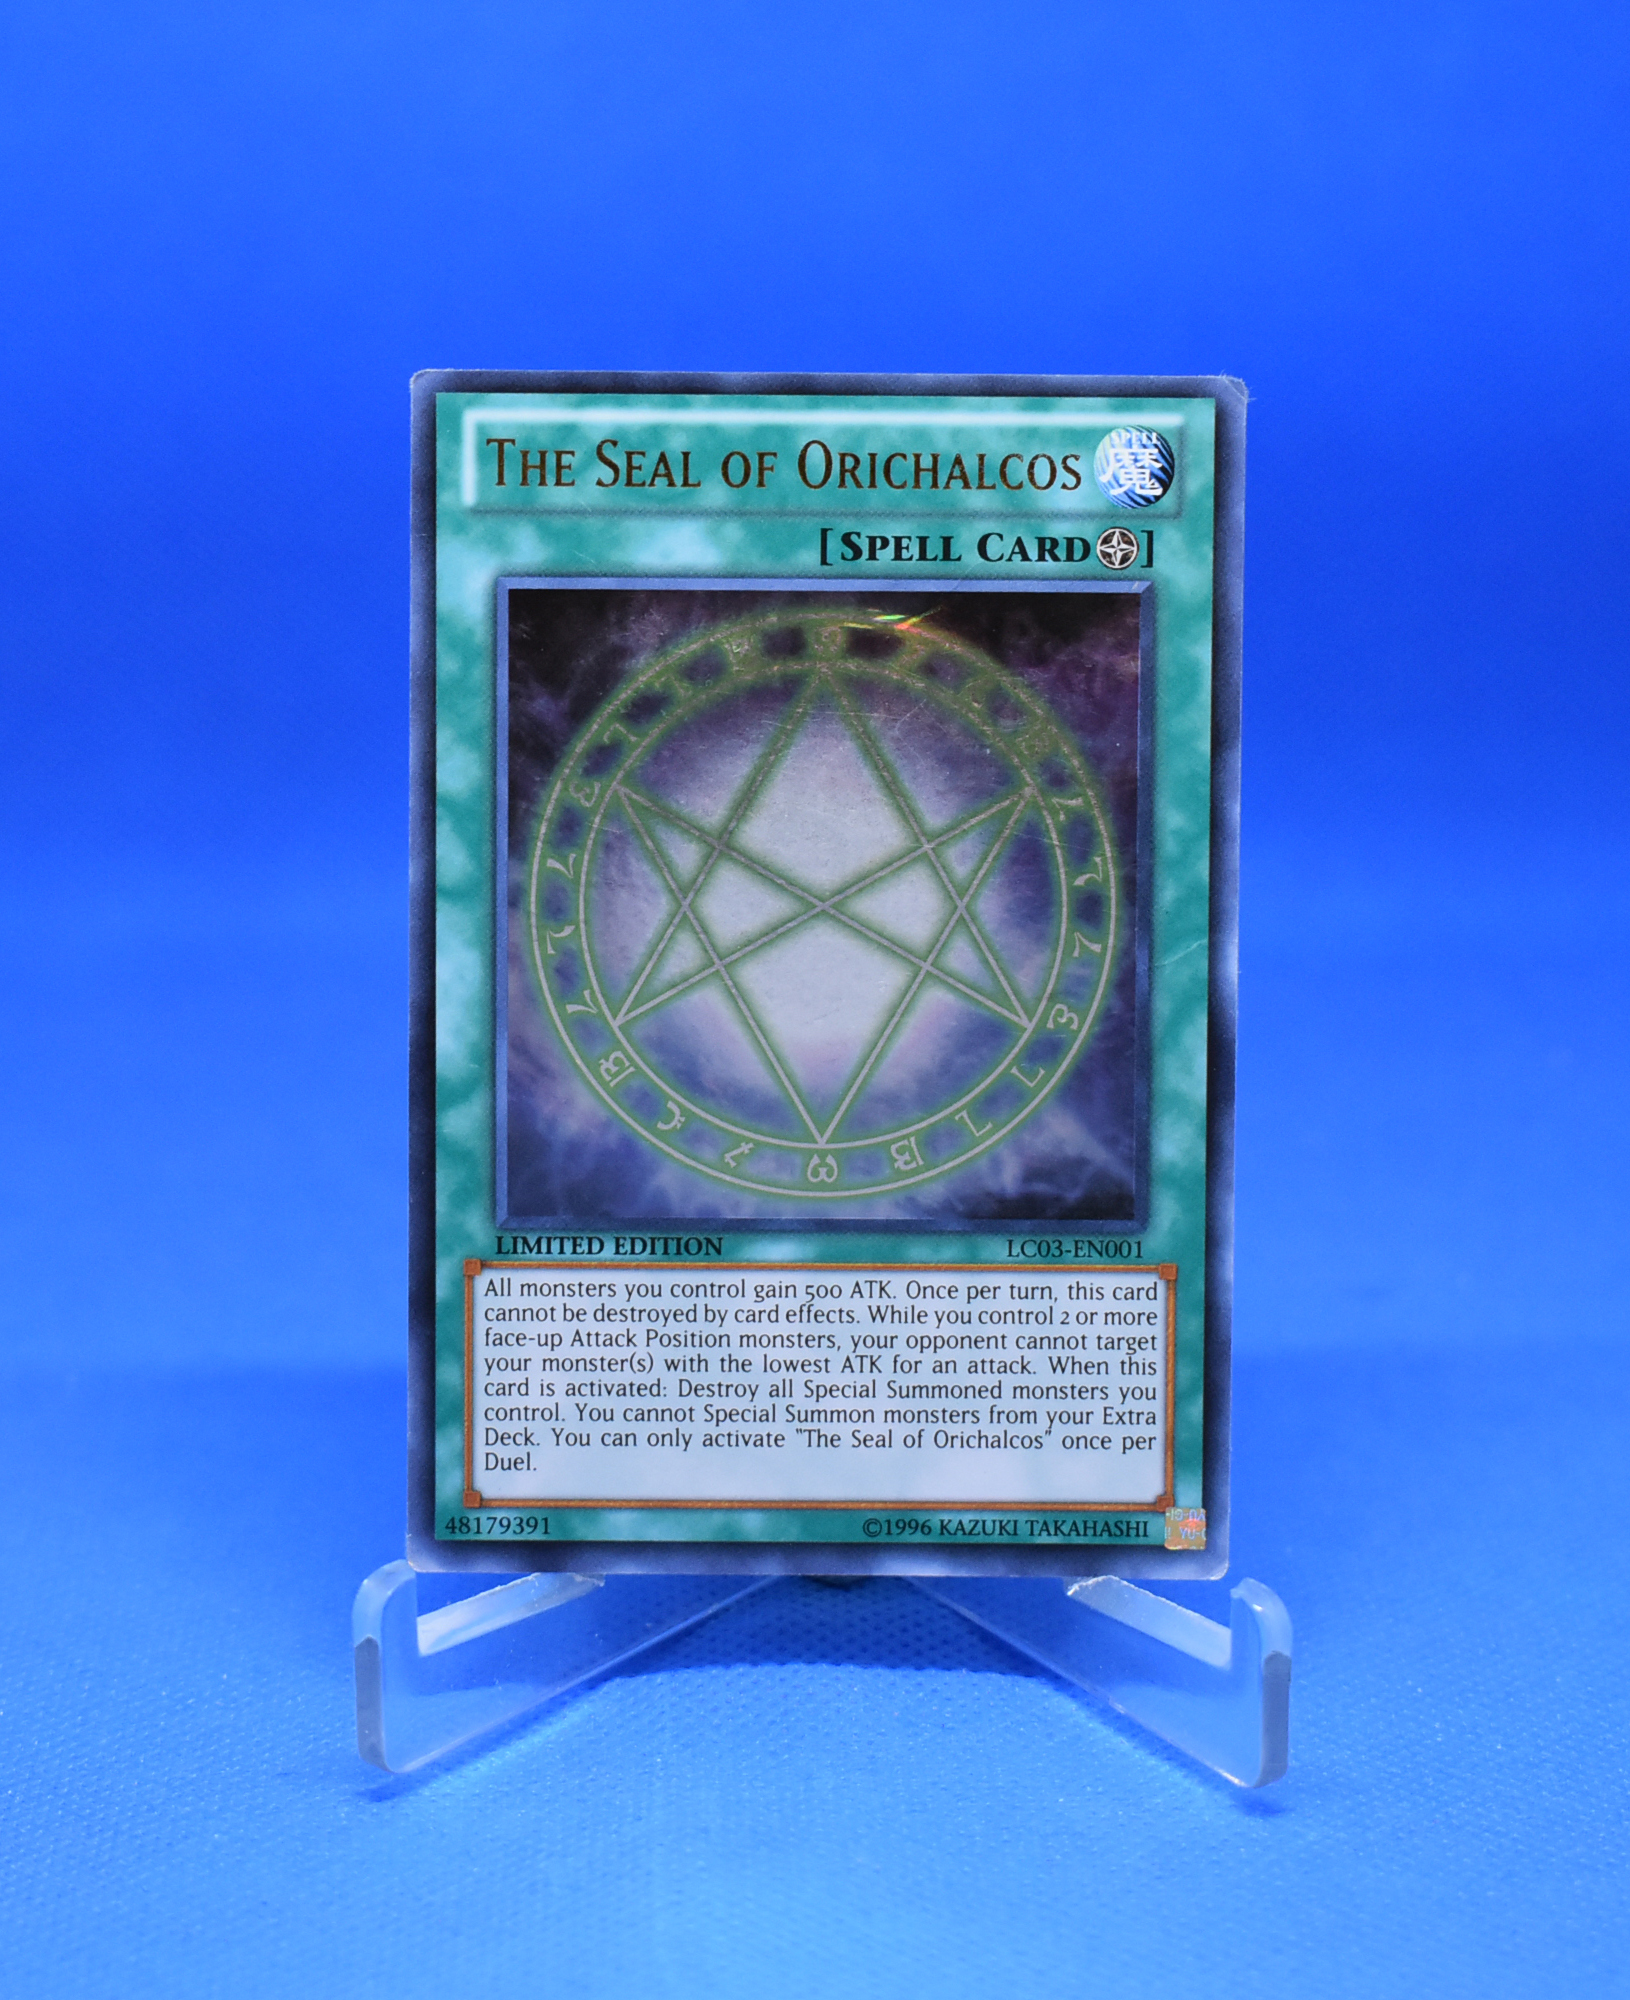 THE SEAL OF ORICHALCOS
SPELL
魔
[SPELL CARD]
LIMITED EDITION
LC03-EN001
All monsters you control gain 500 ATK. Once per turn, this card
cannot be destroyed by card effects. While you control 2 or more
face-up Attack Position monsters, your opponent cannot target
your monster(s) with the lowest ATK for an attack. When this
card is activated: Destroy all Special Summoned monsters you
control. You cannot Special Summon monsters from your Extra
Deck. You can only activate "The Seal of Orichalcos" once per
Duel.
48179391
©1996 KAZUKI TAKAHASHI